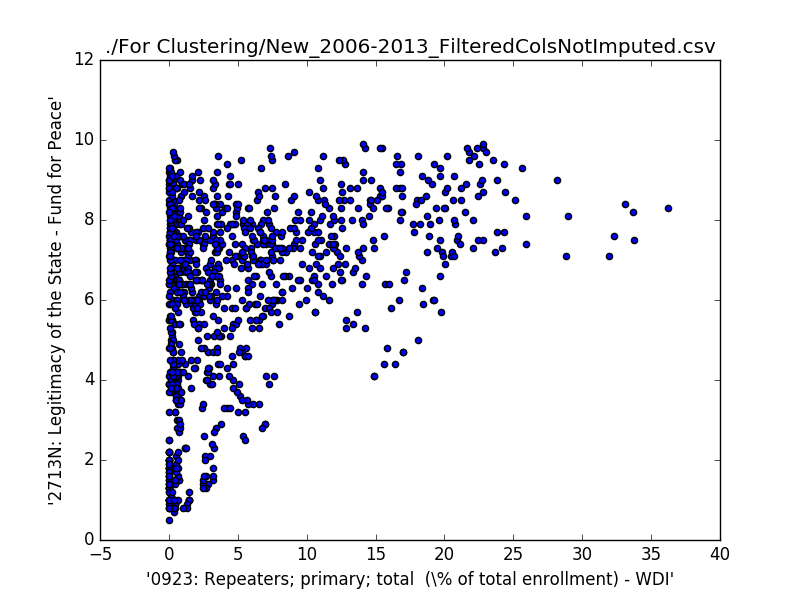 ./For Clustering/New_2006-2013_FilteredColsNotImputed.csv
12
10
8
6
4
2
0
'2713N: Legitimacy of the State - Fund for Peace'
−5 0 5 10 15 20 25 30 35 40
'0923: Repeaters; primary; total  (\% of total enrollment) - WDI'